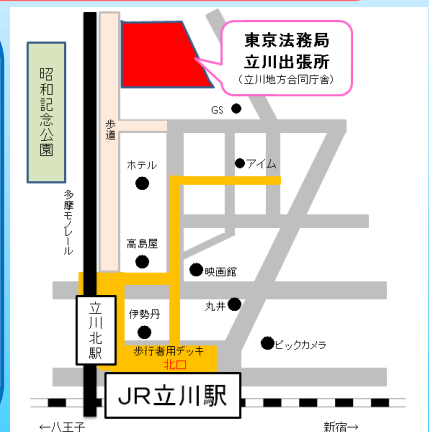 東京法務局
立川出張所
(立川地方合同庁舎)
昭和記念公園
GS
歩道
ホテル
アイム
多摩モノレール
高島屋
映画館
丸井
立川北駅
伊勢丹
ビックカメラ
歩行者用デッキ
北口
JR立川駅
←八王子
新宿→